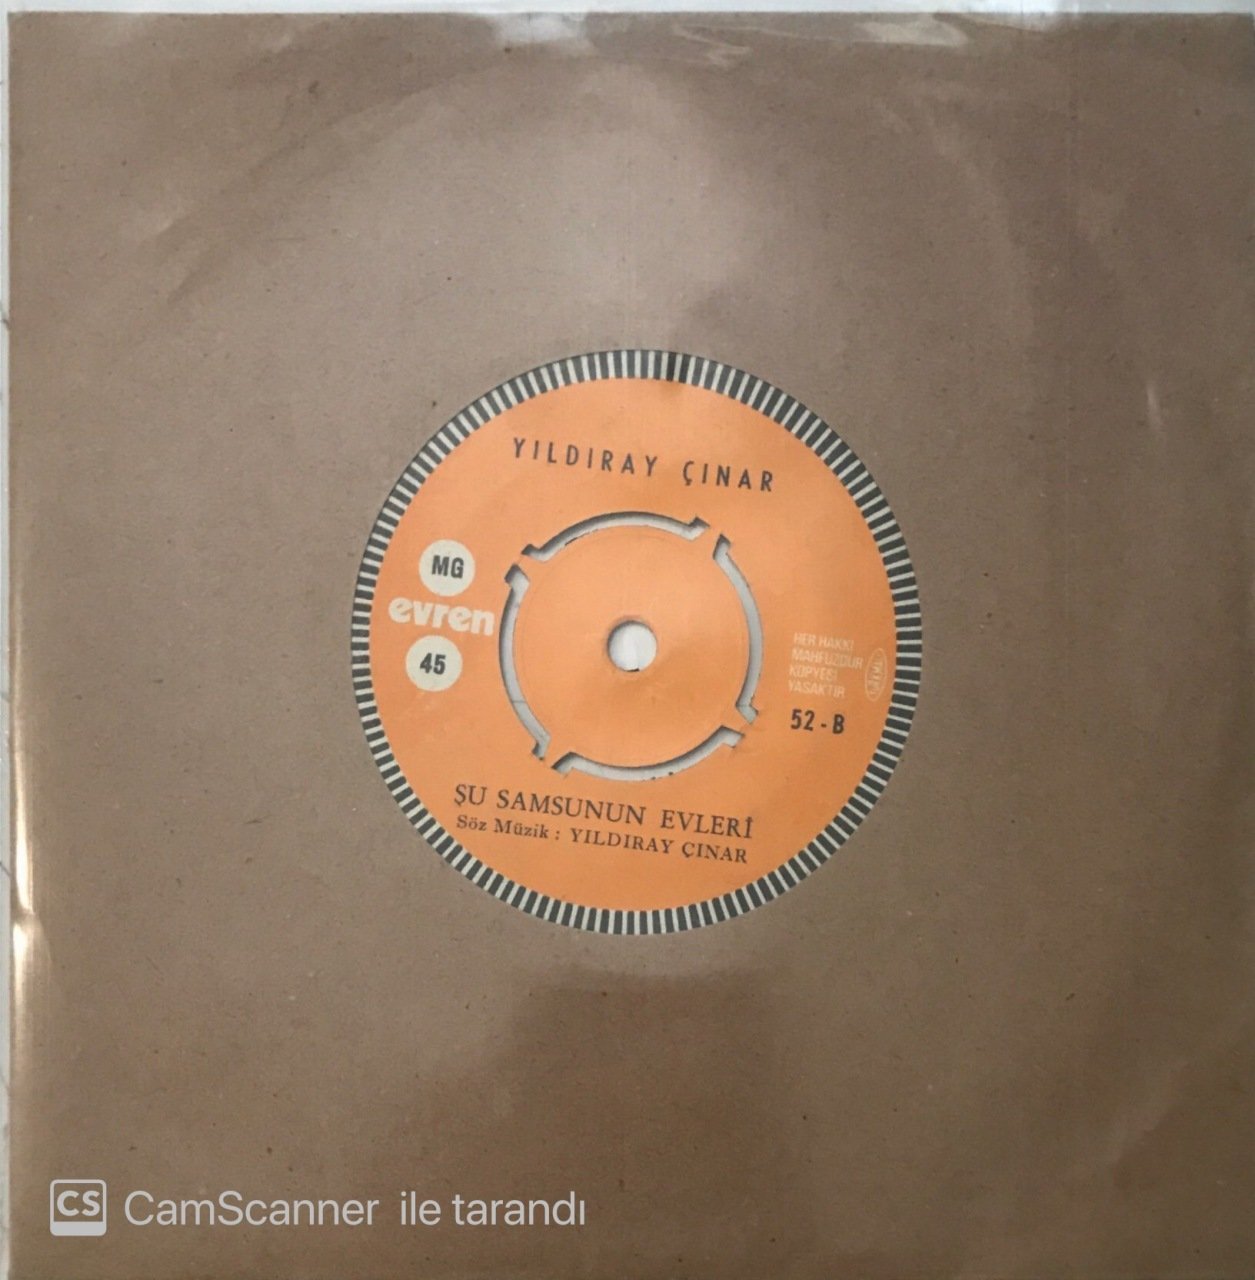 YILDIRAY ÇINAR
MG
evren
45
HER HAKKI
MAHFUZDUR
KOPYESİ
YASAKTIR
52 - B
ŞU SAMSUNUN EVLERİ
Söz Müzik : YILDIRAY ÇINAR
CS CamScanner ile tarandı